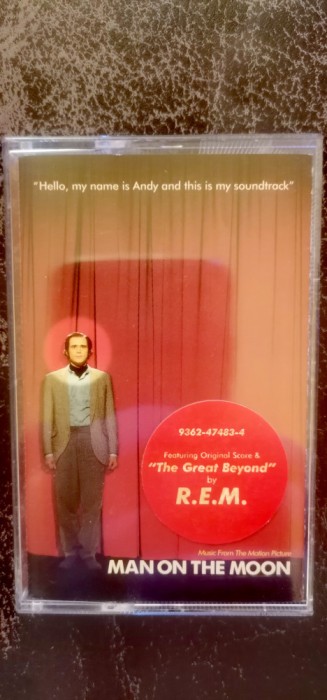 "Hello, my name is Andy and this is my soundtrack"
9362-47483-4
Featuring Original Score &
"The Great Beyond"
by
R.E.M.
Music From The Motion Picture
MAN ON THE MOON